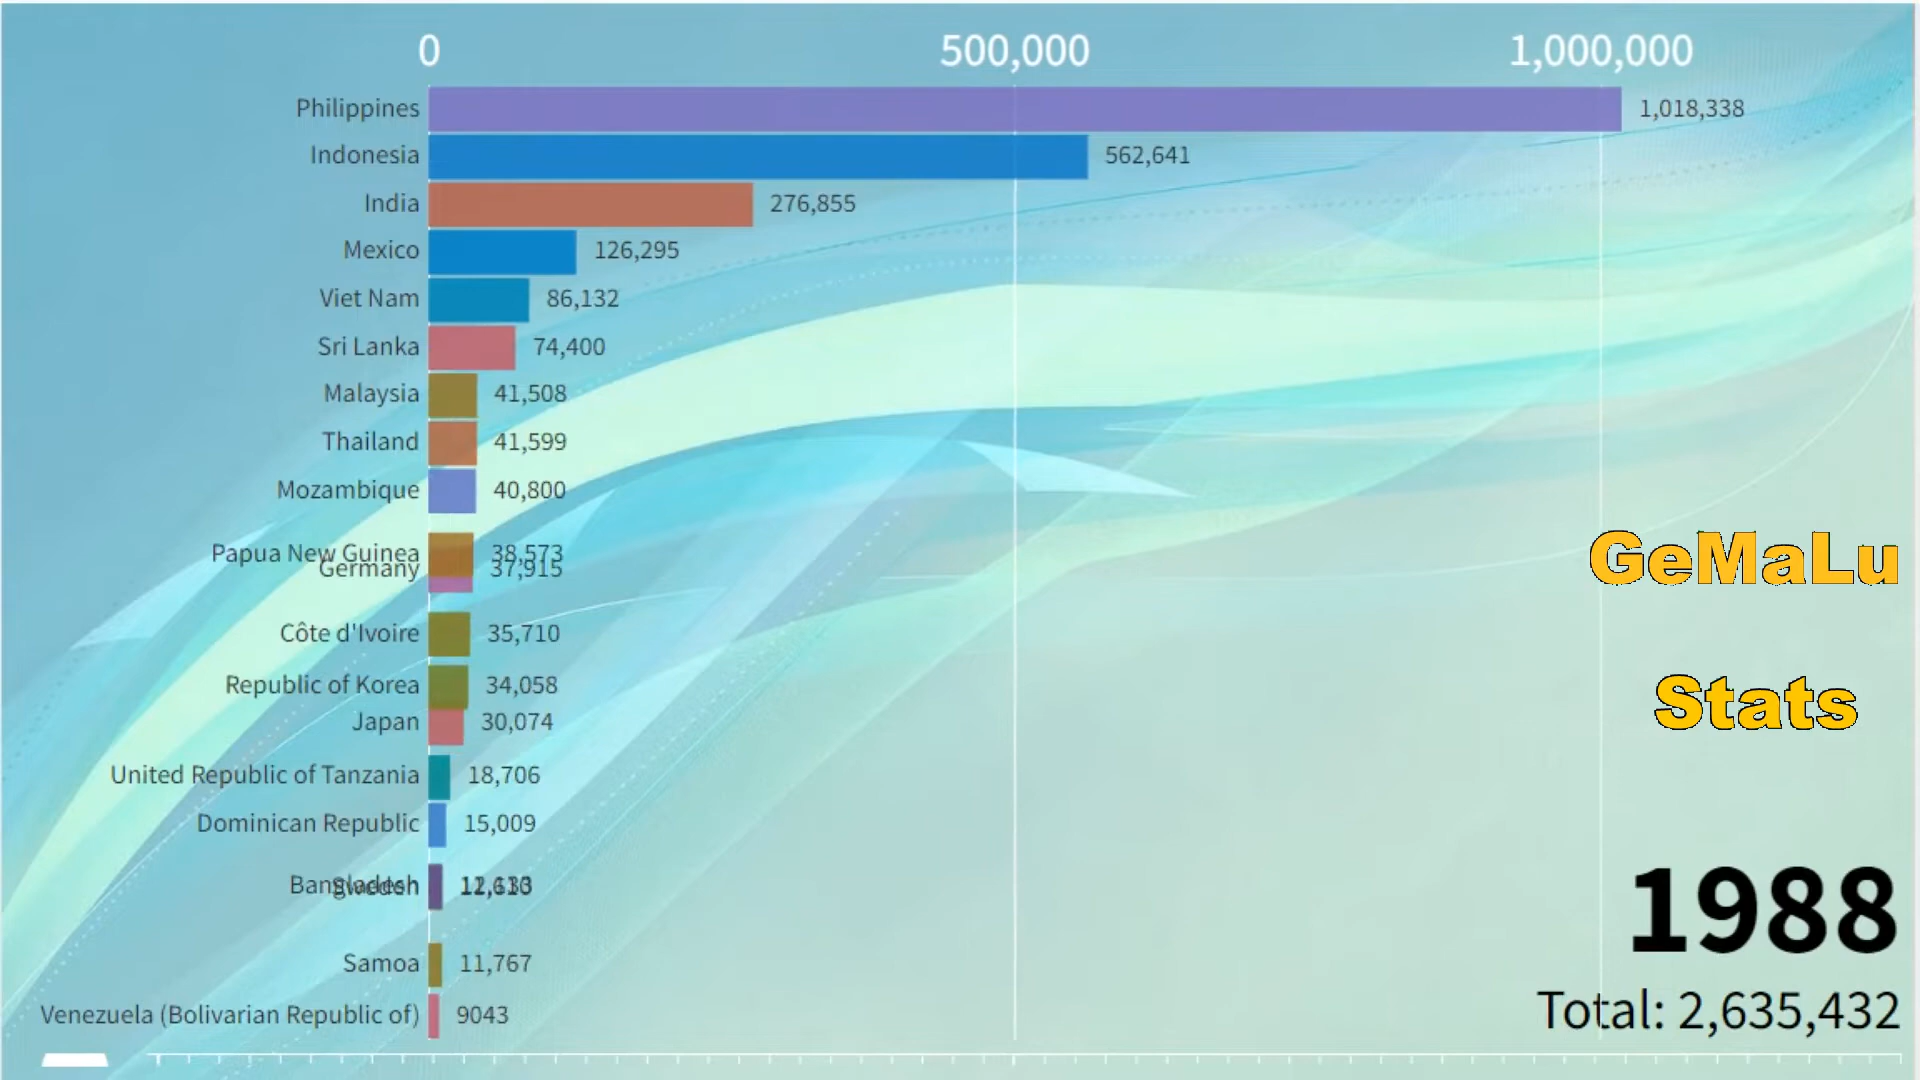 0 500,000 1,000,000
Philippines 1,018,338
Indonesia 562,641
India 276,855
Mexico 126,295
Viet Nam 86,132
Sri Lanka 74,400
Malaysia 41,508
Thailand 41,599
Mozambique 40,800
Papua New Guinea 38,573
Germany 37,915
Côte d'Ivoire 35,710
Republic of Korea 34,058
Japan 30,074
United Republic of Tanzania 18,706
Dominican Republic 15,009
Bangladesh
Samoa 11,767
Venezuela (Bolivarian Republic of) 9043
GeMaLu
Stats
1988
Total: 2,635,432